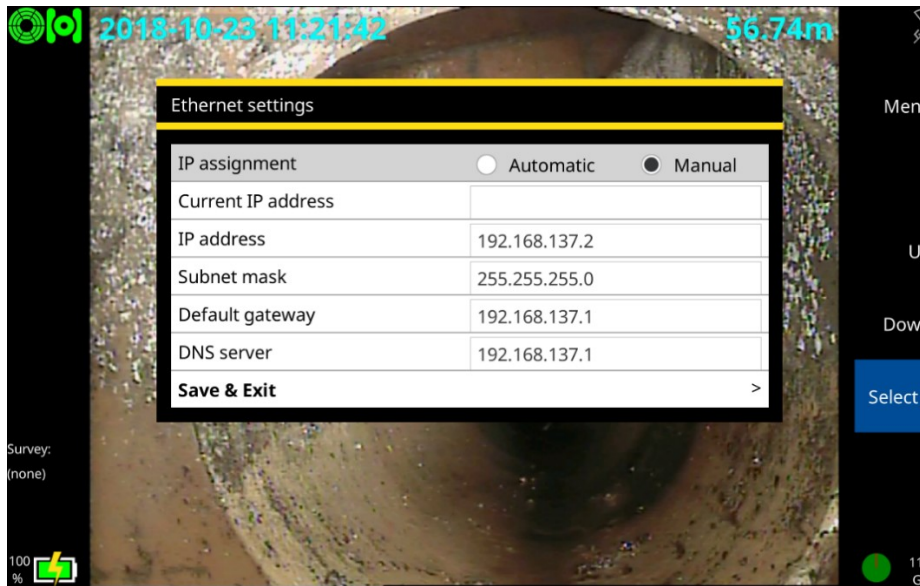 2018-10-23 11:21:42
56.74m
Ethernet settings
IP assignment Automatic Manual
Current IP address
IP address 192.168.137.2
Subnet mask 255.255.255.0
Default gateway 192.168.137.1
DNS server 192.168.137.1
Save & Exit >
Men
U
Dow
Select
Survey:
(none)
100
%